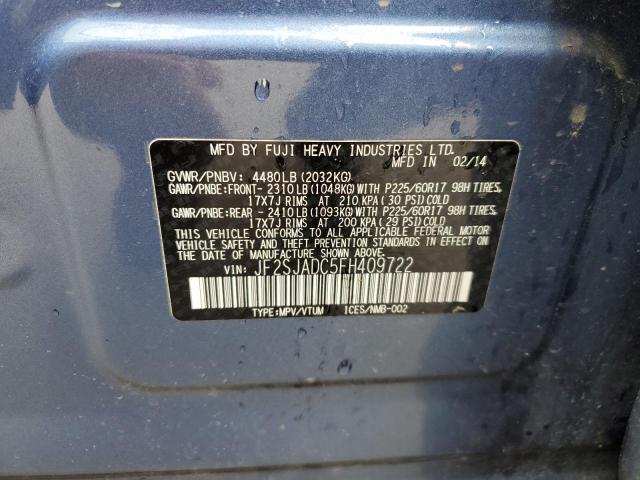 MFD BY FUJI HEAVY INDUSTRIES LTD.
MFD IN 02/14
GVWR/PNBV: 4480LB (2032KG)
GAWR/PNBE:FRONT- 2310LB (1048KG) WITH P225/60R17 98H TIRES,
17X7J RIMS AT 210 KPA (30 PSI) COLD
GAWR/PNBE:REAR - 2410LB (1093KG) WITH P225/60R17 98H TIRES,
17X7J RIMS AT 200 KPA (29 PSI) COLD
THIS VEHICLE CONFORMS TO ALL APPLICABLE FEDERAL MOTOR
VEHICLE SAFETY AND THEFT PREVENTION STANDARDS IN EFFECT
ON THE DATE OF MANUFACTURE SHOWN ABOVE.
VIN: JF2SJADC5FH409722
TYPE:MPV/VTUM ICES/NMB-002